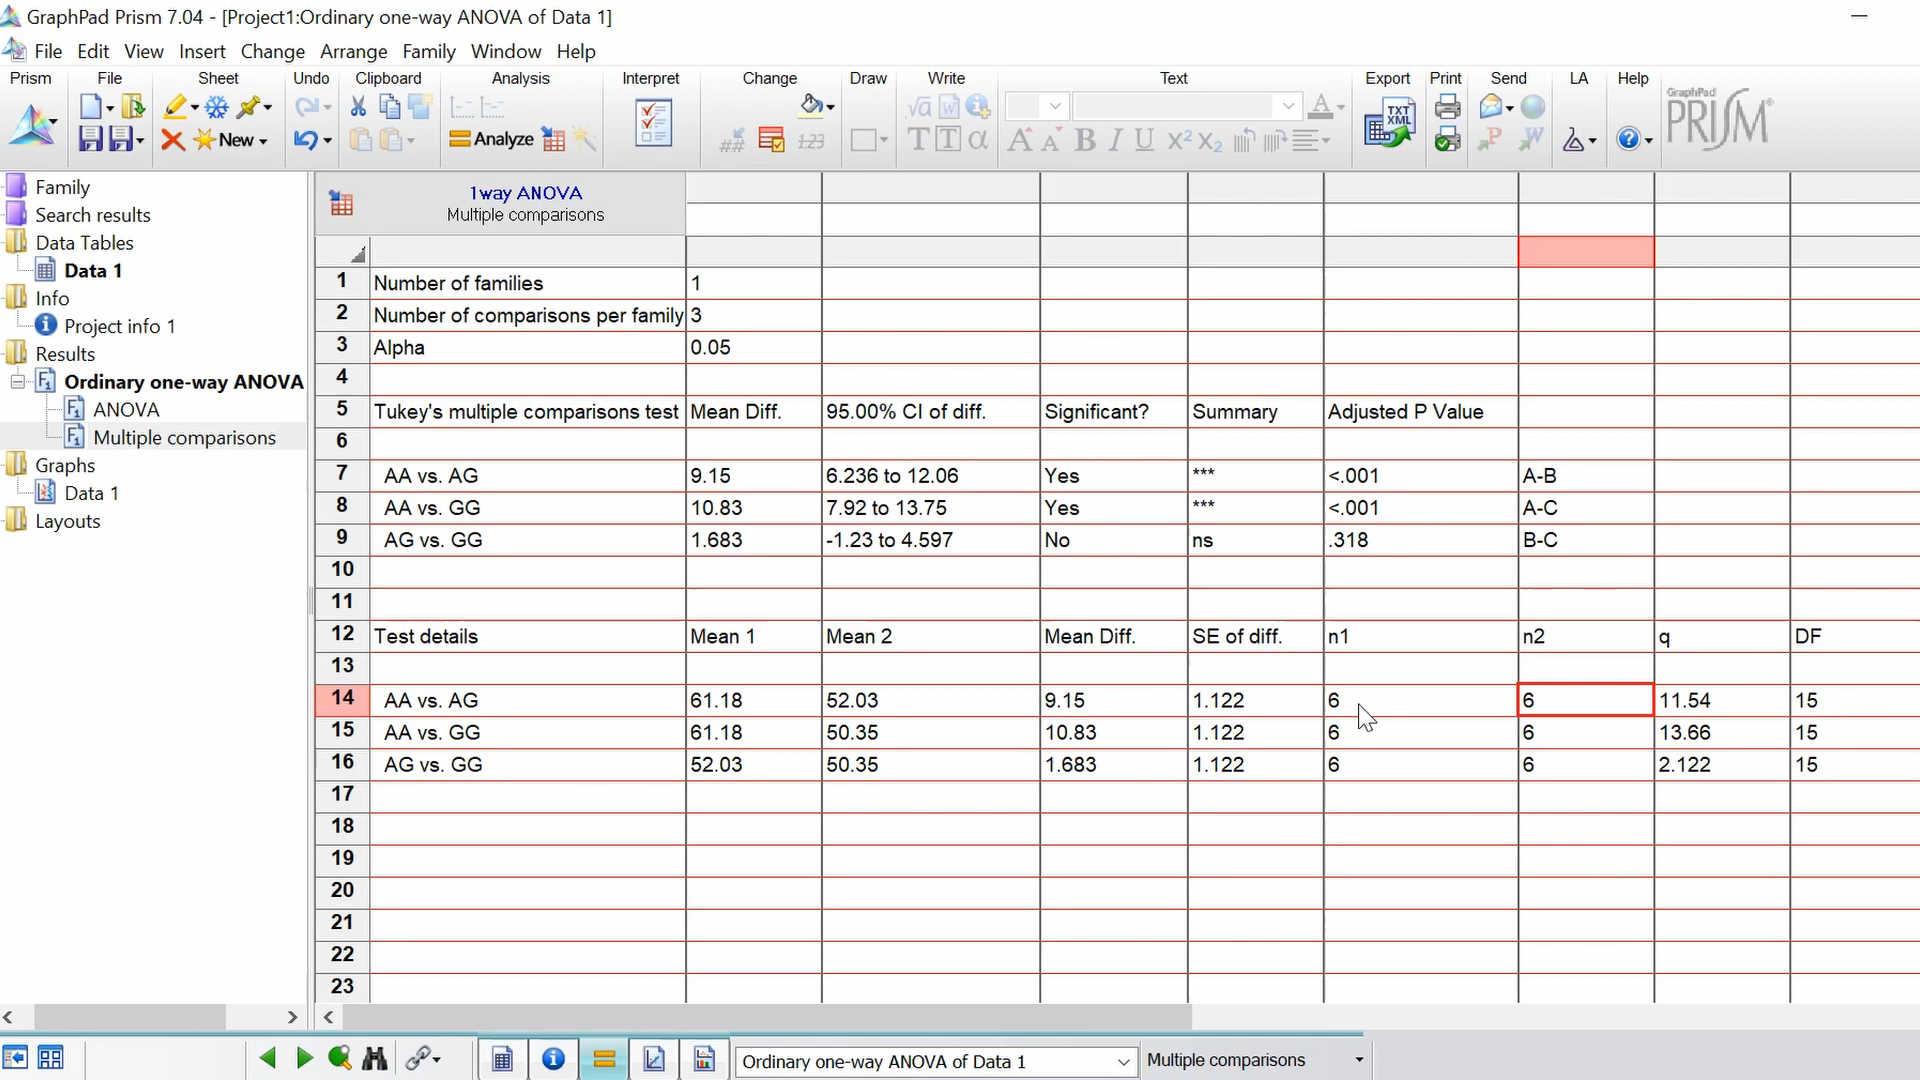 GraphPad Prism 7.04 - [Project1:Ordinary one-way ANOVA of Data 1]
File Edit View Insert Change Arrange Family Window Help
Prism File Sheet Undo Clipboard Analysis Interpret Change Draw Write Text Export Print Send LA Help
New Analyze 123 T T α A A B I U X² X₂ A TXT XML P W
√α W
GraphPad PRISM
Family
Search results
Data Tables
Data 1
Info
Project info 1
Results
Ordinary one-way ANOVA
ANOVA
Multiple comparisons
Graphs
Data 1
Layouts
1way ANOVA
Multiple comparisons
1 Number of families 1
2 Number of comparisons per family 3
3 Alpha 0.05
4
5 Tukey's multiple comparisons test Mean Diff. 95.00% CI of diff. Significant? Summary Adjusted P Value
6
7 AA vs. AG 9.15 6.236 to 12.06 Yes *** <.001 A-B
8 AA vs. GG 10.83 7.92 to 13.75 Yes *** <.001 A-C
9 AG vs. GG 1.683 -1.23 to 4.597 No ns .318 B-C
10
11
12 Test details Mean 1 Mean 2 Mean Diff. SE of diff. n1 n2 q DF
13
14 AA vs. AG 61.18 52.03 9.15 1.122 6 6 11.54 15
15 AA vs. GG 61.18 50.35 10.83 1.122 6 6 13.66 15
16 AG vs. GG 52.03 50.35 1.683 1.122 6 6 2.122 15
17
18
19
20
21
22
23
Ordinary one-way ANOVA of Data 1 Multiple comparisons